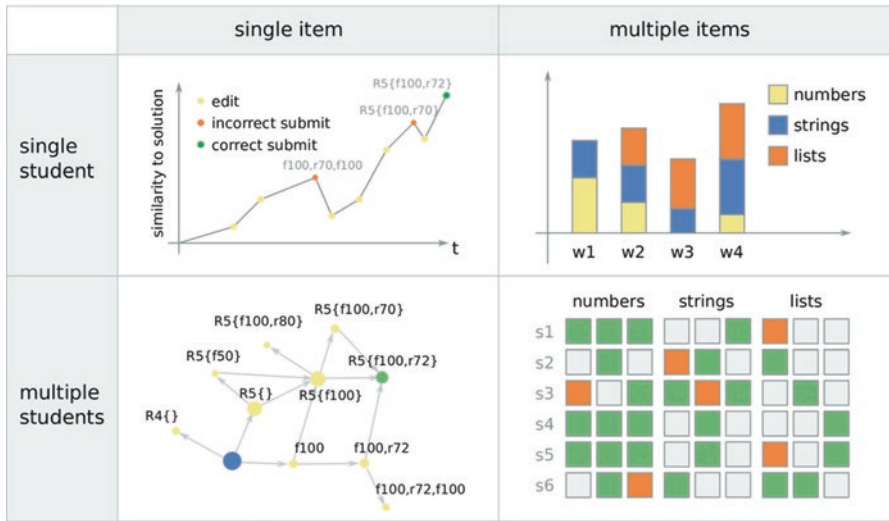 single item
multiple items
single
student
similarity to solution
edit
incorrect submit
correct submit
f100,r70,f100
R5{f100,r70}
R5{f100,r72}
t
numbers
strings
lists
w1 w2 w3 w4
multiple
students
R5{f100,r70}
R5{f100,r80}
R5{f100,r72}
R5{f50}
R5{}
R5{f100}
R4{}
f100
f100,r72
f100,r72,f100
numbers strings lists
s1
s2
s3
s4
s5
s6